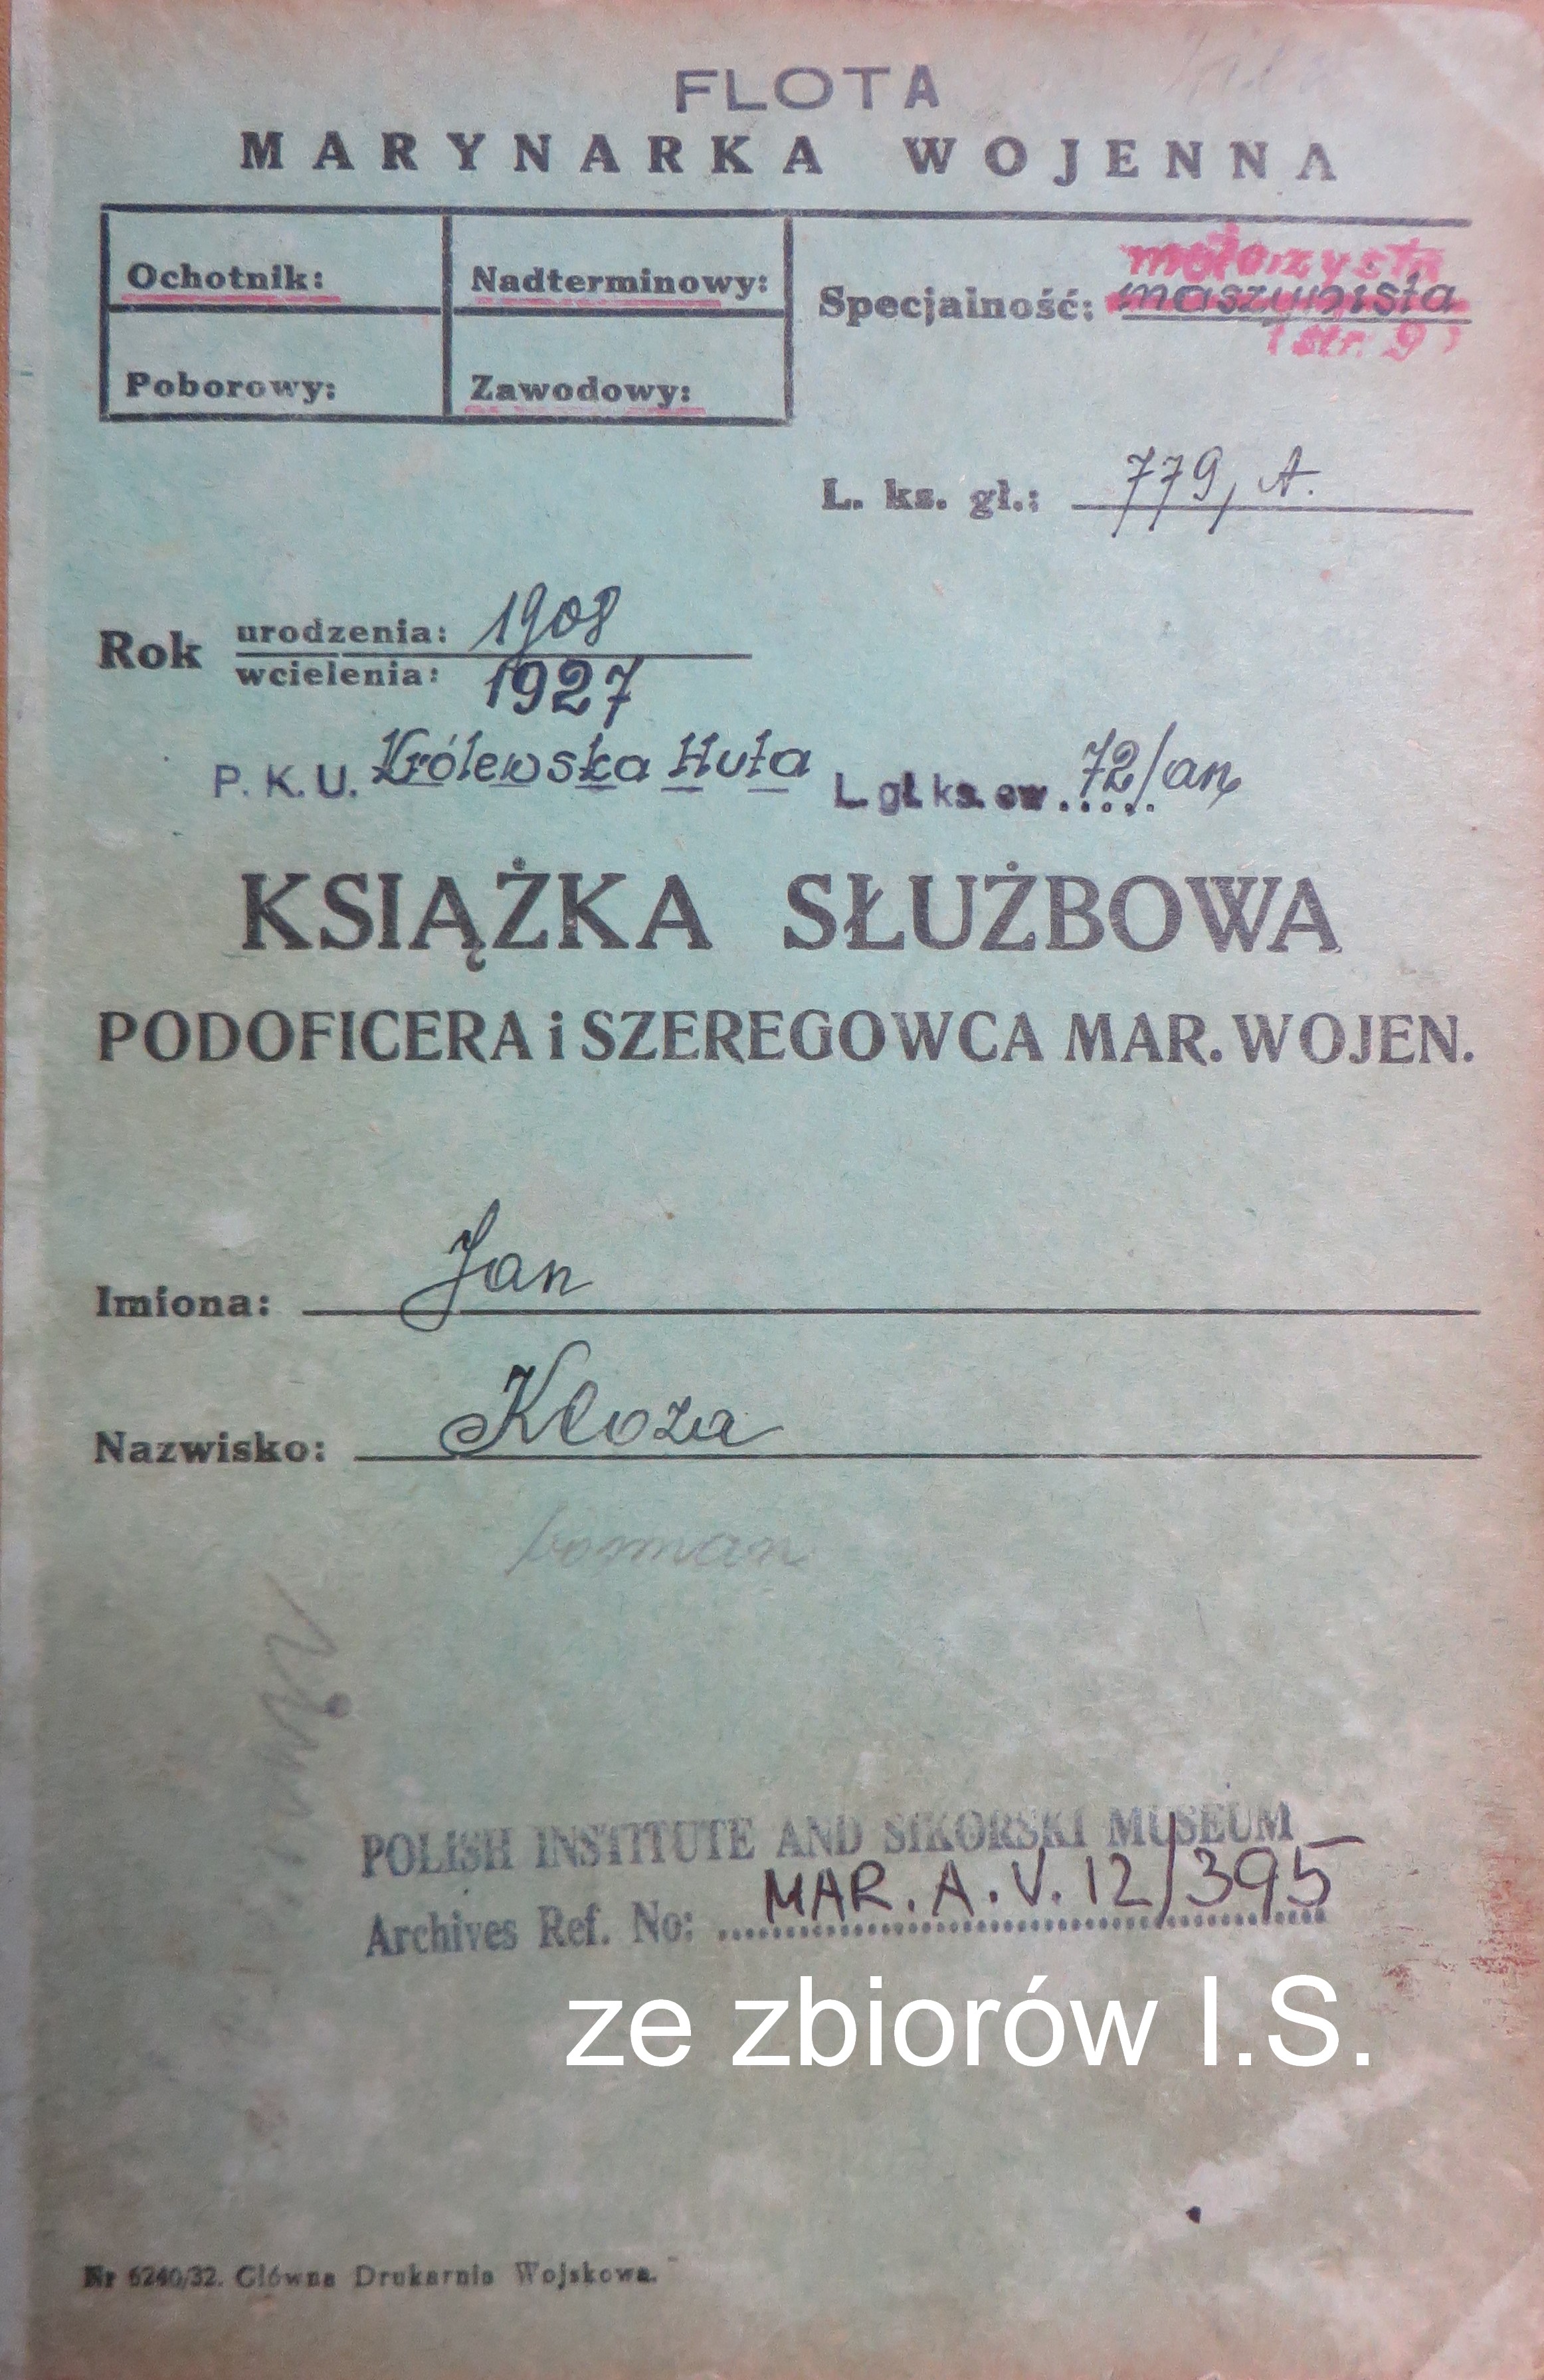 FLOTA
MARYNARKA WOJENNA
Ochotnik: Nadterminowy:
Poborowy: Zawodowy:
motorzysta
Specjalność: maszynista
(str. 9)
L. ks. gł.: 779, A.
Rok urodzenia: 1908
wcielenia: 1927
P. K. U. Królewska Huta L. gł. ks. ew. 72/an
KSIĄŻKA SŁUŻBOWA
PODOFICERA i SZEREGOWCA MAR. WOJEN.
Imiona: Jan
Nazwisko: Kloza
bosman
POLISH INSTITUTE AND SIKORSKI MUSEUM
Archives Ref. No: MAR. A. V. 12/395
ze zbiorów I.S.
Nr 6240/32. Główna Drukarnia Wojskowa.